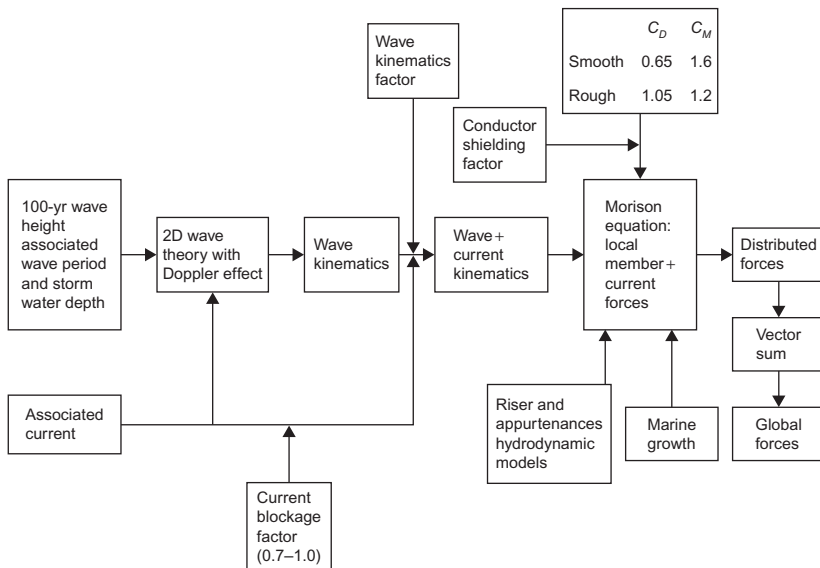 Wave
kinematics
factor
C_D C_M
Smooth 0.65 1.6
Rough 1.05 1.2
Conductor
shielding
factor
100-yr wave
height
associated
wave period
and storm
water depth
2D wave
theory with
Doppler effect
Wave
kinematics
Wave+
current
kinematics
Morison
equation:
local
member+
current
forces
Distributed
forces
Vector
sum
Global
forces
Associated
current
Riser and
appurtenances
hydrodynamic
models
Marine
growth
Current
blockage
factor
(0.7–1.0)